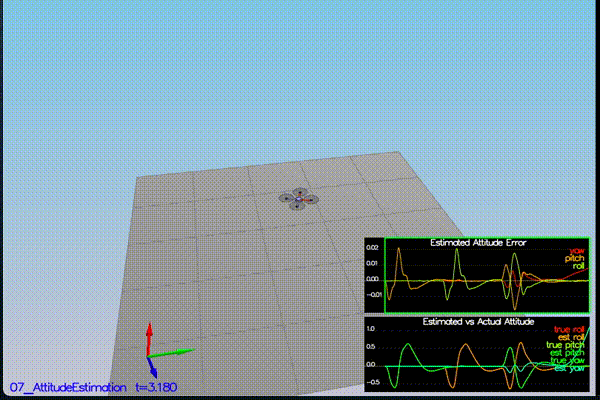 Estimated Attitude Error
0.02
0.01
0.00
-0.01
yaw
pitch
roll
Estimated vs Actual Attitude
1.0
0.5
0.0
-0.5
true roll
est roll
true pitch
est pitch
true yaw
est yaw
07_AttitudeEstimation t=3.180